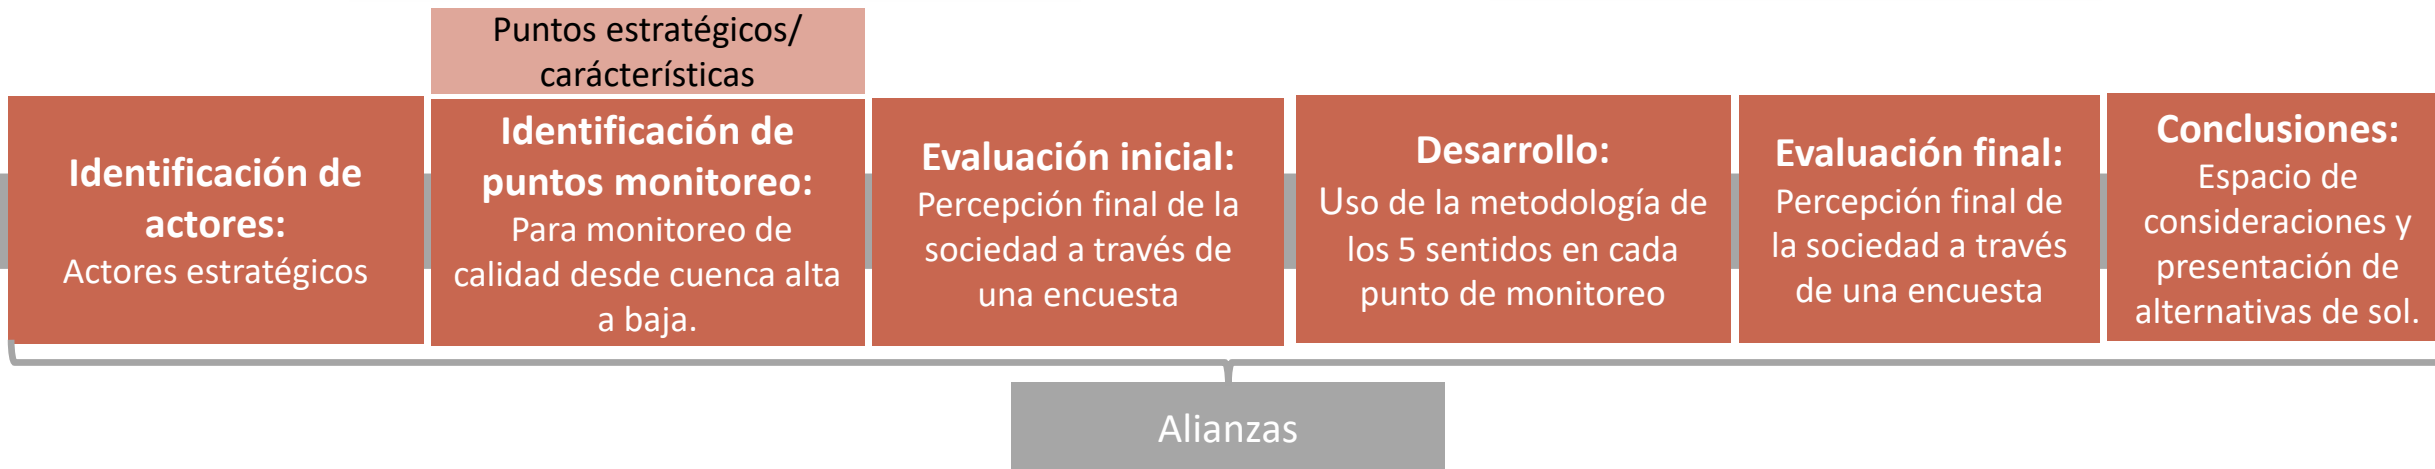 Puntos estratégicos/
carácterísticas
Identificación de
actores:
Actores estratégicos
Identificación de
puntos monitoreo:
Para monitoreo de
calidad desde cuenca alta
a baja.
Evaluación inicial:
Percepción final de la
sociedad a través de
una encuesta
Desarrollo:
Uso de la metodología de
los 5 sentidos en cada
punto de monitoreo
Evaluación final:
Percepción final de
la sociedad a través
de una encuesta
Conclusiones:
Espacio de
consideraciones y
presentación de
alternativas de sol.
Alianzas